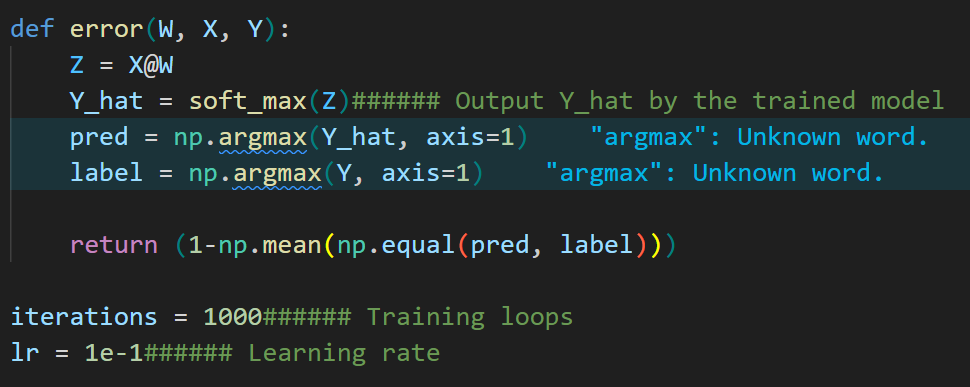 def error(W, X, Y):
    Z = X@W
    Y_hat = soft_max(Z)###### Output Y_hat by the trained model
    pred = np.argmax(Y_hat, axis=1)    "argmax": Unknown word.
    label = np.argmax(Y, axis=1)    "argmax": Unknown word.
    return (1-np.mean(np.equal(pred, label)))
iterations = 1000###### Training loops
lr = 1e-1###### Learning rate